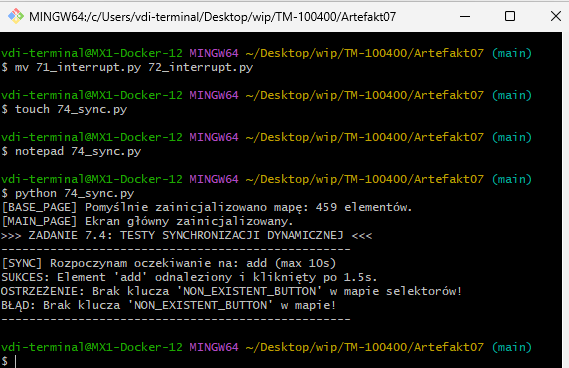 MINGW64:/c/Users/vdi-terminal/Desktop/wip/TM-100400/Artefakt07
vdi-terminal@MX1-Docker-12 MINGW64 ~/Desktop/wip/TM-100400/Artefakt07 (main)
$ mv 71_interrupt.py 72_interrupt.py
vdi-terminal@MX1-Docker-12 MINGW64 ~/Desktop/wip/TM-100400/Artefakt07 (main)
$ touch 74_sync.py
vdi-terminal@MX1-Docker-12 MINGW64 ~/Desktop/wip/TM-100400/Artefakt07 (main)
$ notepad 74_sync.py
vdi-terminal@MX1-Docker-12 MINGW64 ~/Desktop/wip/TM-100400/Artefakt07 (main)
$ python 74_sync.py
[BASE_PAGE] Pomyślnie zainicjalizowano mapę: 459 elementów.
[MAIN_PAGE] Ekran główny zainicjalizowany.
>>> ZADANIE 7.4: TESTY SYNCHRONIZACJI DYNAMICZNEJ <<<
--------------------------------------------------
[SYNC] Rozpoczynam oczekiwanie na: add (max 10s)
SUKCES: Element 'add' odnaleziony i kliknięty po 1.5s.
OSTRZEŻENIE: Brak klucza 'NON_EXISTENT_BUTTON' w mapie selektorów!
BŁĄD: Brak klucza 'NON_EXISTENT_BUTTON' w mapie!
--------------------------------------------------
vdi-terminal@MX1-Docker-12 MINGW64 ~/Desktop/wip/TM-100400/Artefakt07 (main)
$